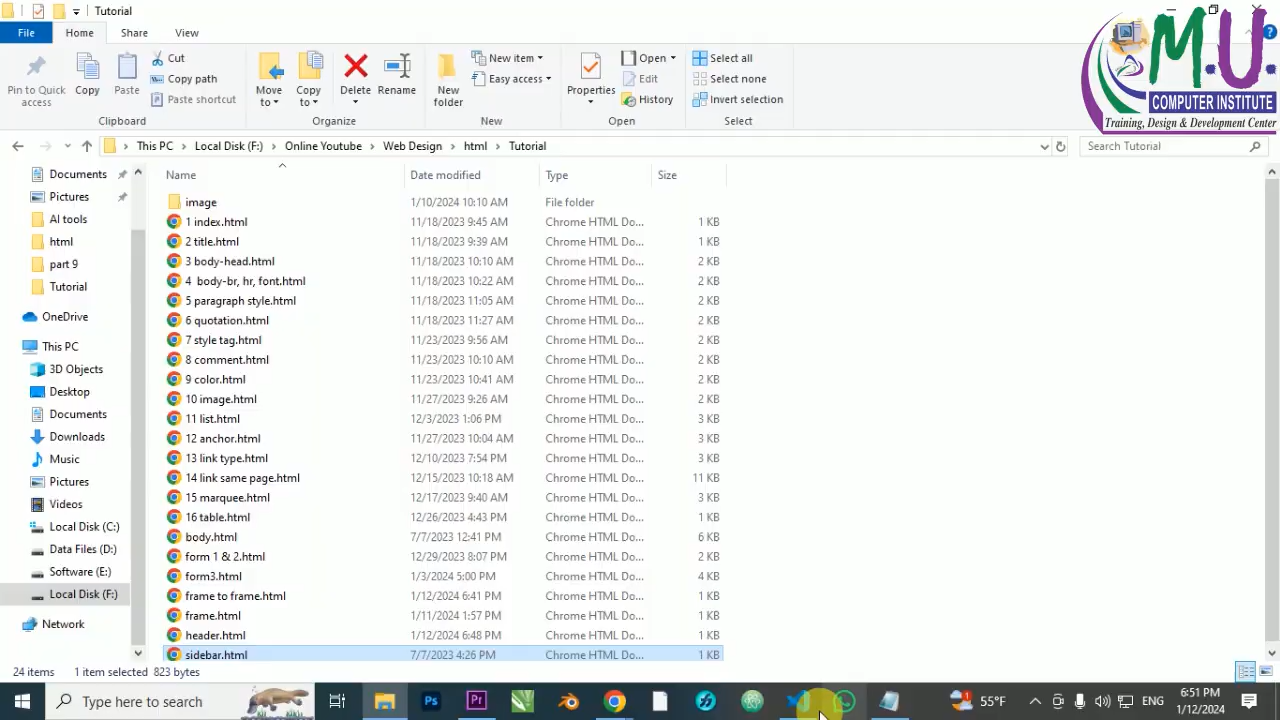 Tutorial
File
Home
Share
View
Pin to Quick access
Copy
Paste
Cut
Copy path
Paste shortcut
Clipboard
Move to
Copy to
Delete
Rename
Organize
New folder
New item
Easy access
New
Properties
Open
Edit
History
Open
Select all
Select none
Invert selection
Select
M.U.
COMPUTER INSTITUTE
Training, Design & Development Center
This PC > Local Disk (F:) > Online Youtube > Web Design > html > Tutorial
Search Tutorial
Documents
Pictures
AI tools
html
part 9
Tutorial
OneDrive
This PC
3D Objects
Desktop
Documents
Downloads
Music
Pictures
Videos
Local Disk (C:)
Data Files (D:)
Software (E:)
Local Disk (F:)
Network
Name Date modified Type Size
image 1/10/2024 10:10 AM File folder
1 index.html 11/18/2023 9:45 AM Chrome HTML Do... 1 KB
2 title.html 11/18/2023 9:39 AM Chrome HTML Do... 1 KB
3 body-head.html 11/18/2023 10:10 AM Chrome HTML Do... 2 KB
4 body-br, hr, font.html 11/18/2023 10:22 AM Chrome HTML Do... 2 KB
5 paragraph style.html 11/18/2023 11:05 AM Chrome HTML Do... 2 KB
6 quotation.html 11/18/2023 11:27 AM Chrome HTML Do... 2 KB
7 style tag.html 11/23/2023 9:56 AM Chrome HTML Do... 2 KB
8 comment.html 11/23/2023 10:10 AM Chrome HTML Do... 2 KB
9 color.html 11/23/2023 10:41 AM Chrome HTML Do... 2 KB
10 image.html 11/27/2023 9:26 AM Chrome HTML Do... 2 KB
11 list.html 12/3/2023 1:06 PM Chrome HTML Do... 3 KB
12 anchor.html 11/27/2023 10:04 AM Chrome HTML Do... 3 KB
13 link type.html 12/10/2023 7:54 PM Chrome HTML Do... 3 KB
14 link same page.html 12/15/2023 10:18 AM Chrome HTML Do... 11 KB
15 marquee.html 12/17/2023 9:40 AM Chrome HTML Do... 3 KB
16 table.html 12/26/2023 4:43 PM Chrome HTML Do... 1 KB
body.html 7/7/2023 12:41 PM Chrome HTML Do... 6 KB
form 1 & 2.html 12/29/2023 8:07 PM Chrome HTML Do... 2 KB
form3.html 1/3/2024 5:00 PM Chrome HTML Do... 4 KB
frame to frame.html 1/12/2024 6:41 PM Chrome HTML Do... 1 KB
frame.html 1/11/2024 1:57 PM Chrome HTML Do... 1 KB
header.html 1/12/2024 6:48 PM Chrome HTML Do... 1 KB
sidebar.html 7/7/2023 4:26 PM Chrome HTML Do... 1 KB
24 items 1 item selected 823 bytes
Type here to search
Ps
Pr
55°F
ENG
6:51 PM
1/12/2024